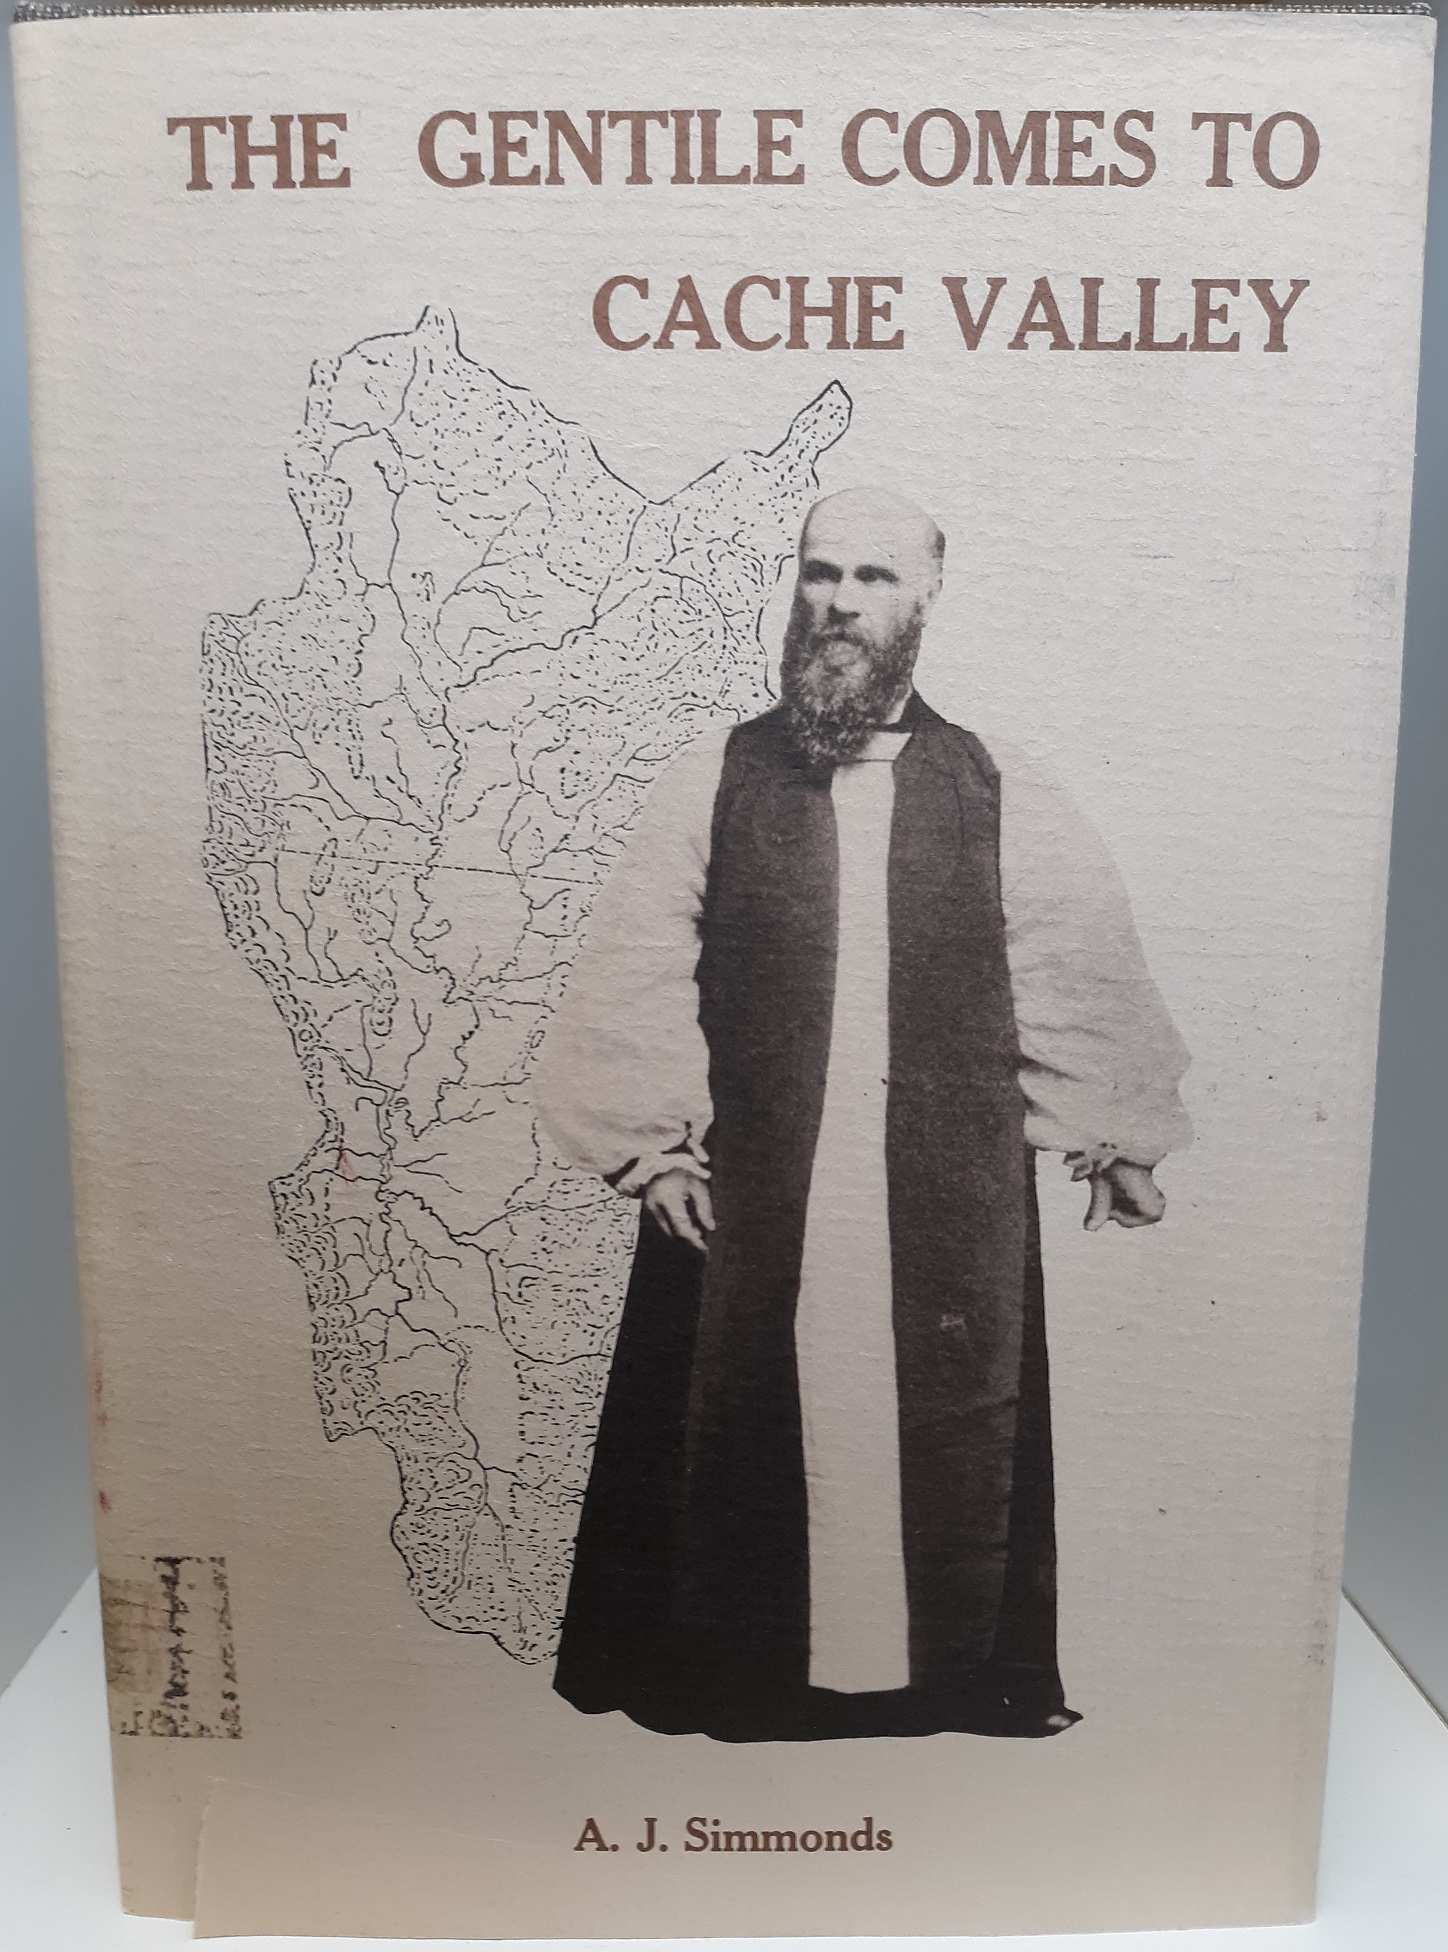 THE GENTILE COMES TO
CACHE VALLEY
A. J. Simmonds